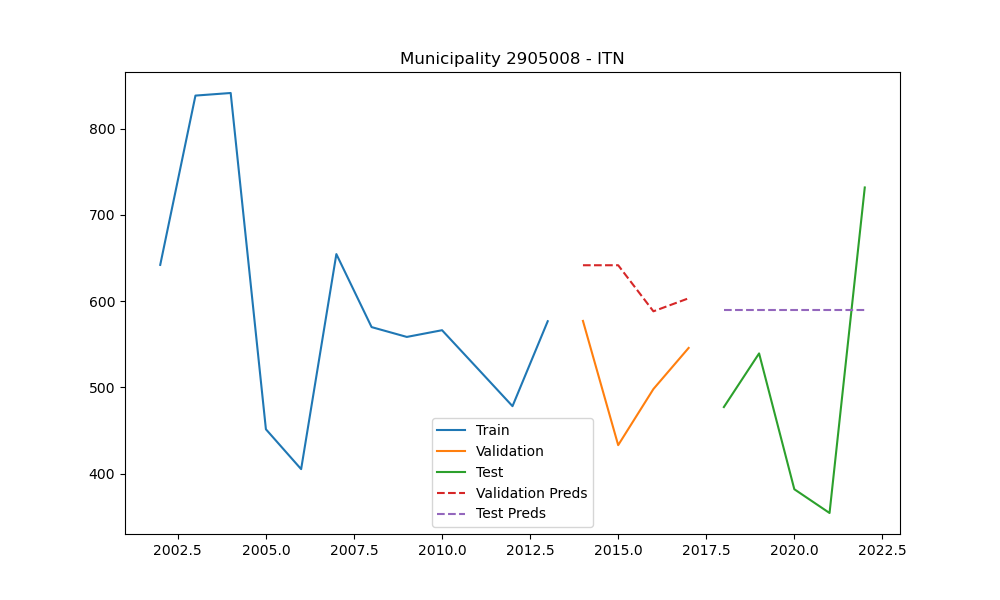 Municipality 2905008 - ITN
800
700
600
500
400
Train
Validation
Test
Validation Preds
Test Preds
2002.5 2005.0 2007.5 2010.0 2012.5 2015.0 2017.5 2020.0 2022.5